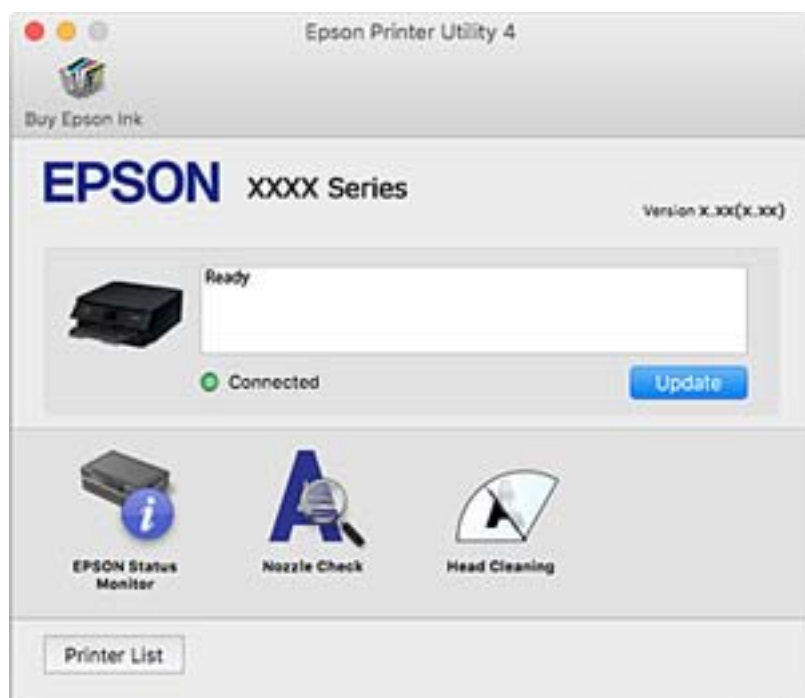 Epson Printer Utility 4
Buy Epson Ink
EPSON XXXX Series
Version x.xx(x.xx)
Ready
Connected
Update
EPSON Status
Monitor
Nozzle Check
Head Cleaning
Printer List